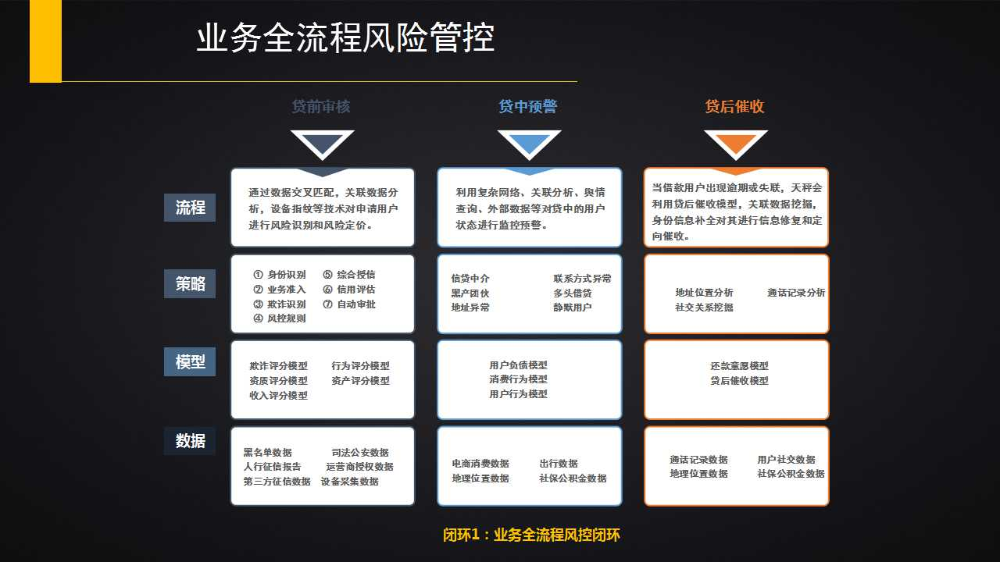 业务全流程风险管控
贷前审核
贷中预警
贷后催收
流程
通过数据交叉匹配，关联数据分
析，设备指纹等技术对申请用户
进行风险识别和风险定价。
利用复杂网络、关联分析、舆情
查询、外部数据等对贷中的用户
状态进行监控预警。
当借款用户出现逾期或失联，天秤会
利用贷后催收模型，关联数据挖掘，
身份信息补全对其进行信息修复和定
向催收。
策略
① 身份识别 ⑤ 综合授信
② 业务准入 ⑥ 信用评估
③ 欺诈识别 ⑦ 自动审批
④ 风控规则
信贷中介 联系方式异常
黑产团伙 多头借贷
地址异常 静默用户
地址位置分析 通话记录分析
社交关系挖掘
模型
欺诈评分模型 行为评分模型
资质评分模型 资产评分模型
收入评分模型
用户负债模型
消费行为模型
用户行为模型
还款意愿模型
贷后催收模型
数据
黑名单数据 司法公安数据
人行征信报告 运营商授权数据
第三方征信数据 设备采集数据
电商消费数据 出行数据
地理位置数据 社保公积金数据
通话记录数据 用户社交数据
地理位置数据 社保公积金数据
闭环1：业务全流程风控闭环